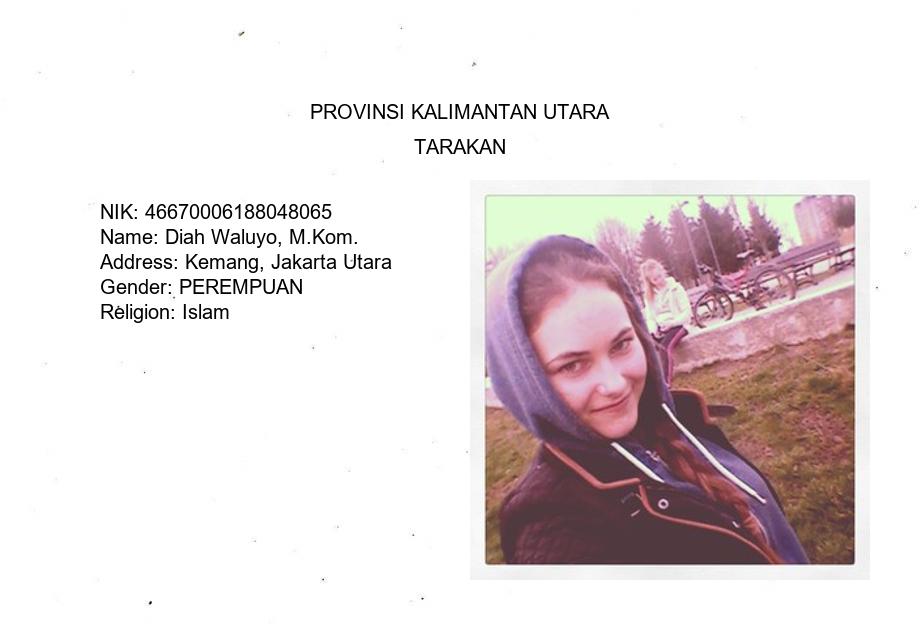 PROVINSI KALIMANTAN UTARA
TARAKAN
NIK: 46670006188048065
Name: Diah Waluyo, M.Kom.
Address: Kemang, Jakarta Utara
Gender: PEREMPUAN
Religion: Islam